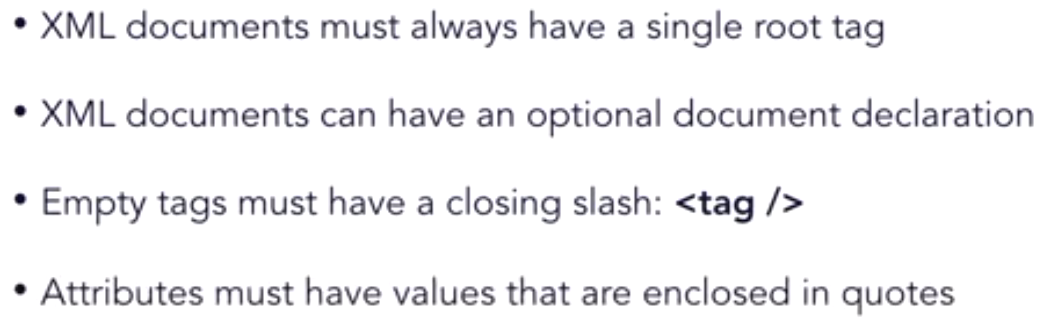 • XML documents must always have a single root tag
• XML documents can have an optional document declaration
• Empty tags must have a closing slash: <tag />
• Attributes must have values that are enclosed in quotes